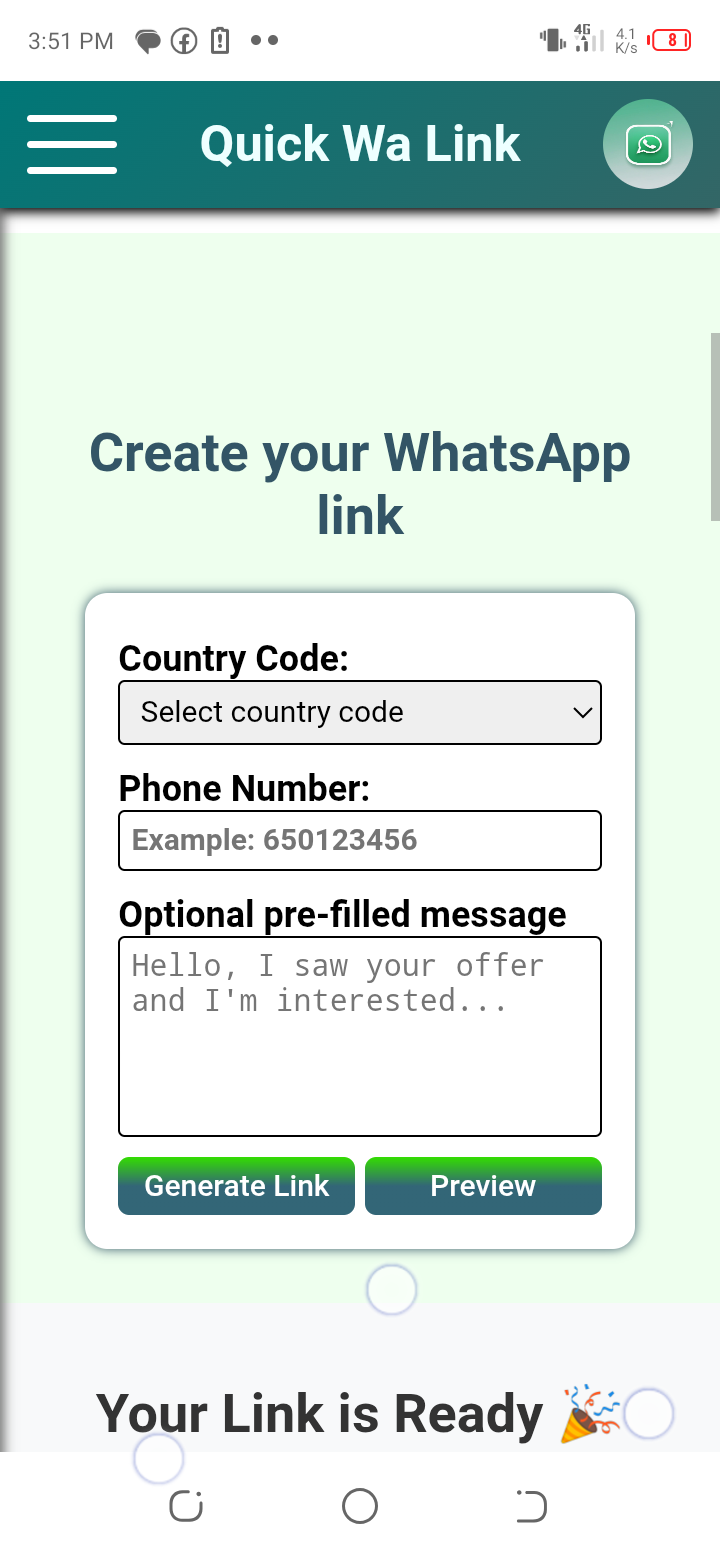 3:51 PM
4G
4.1
K/s
8
Quick Wa Link
Create your WhatsApp
link
Country Code:
Select country code
Phone Number:
Example: 650123456
Optional pre-filled message
Hello, I saw your offer
and I'm interested...
Generate Link
Preview
Your Link is Ready 🎉